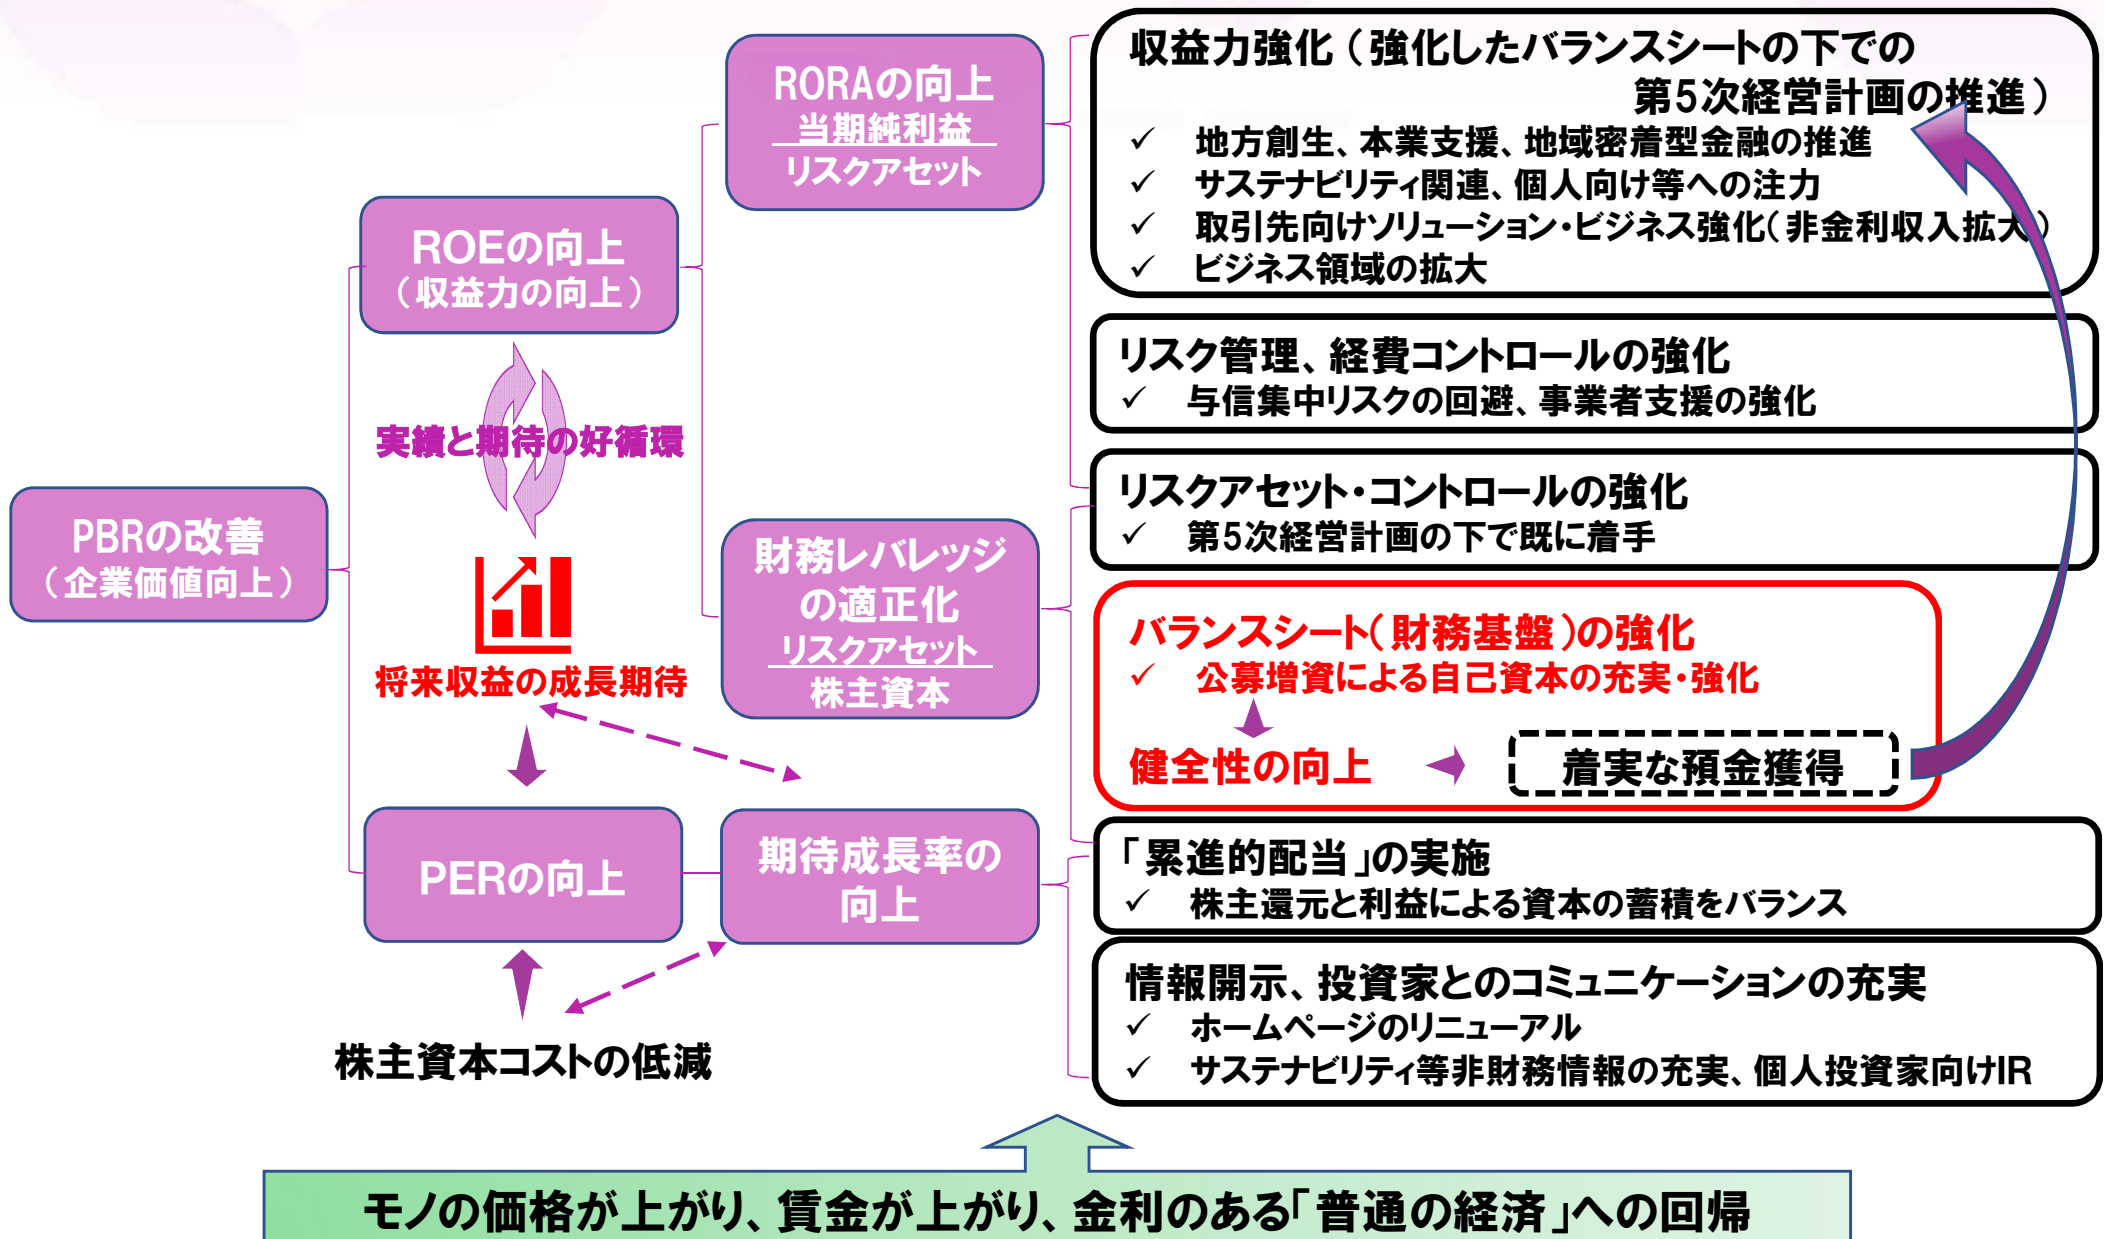 PBRの改善
（企業価値向上）
ROEの向上
（収益力の向上）
実績と期待の好循環
将来収益の成長期待
PERの向上
株主資本コストの低減
RORAの向上
当期純利益
リスクアセット
財務レバレッジ
の適正化
リスクアセット
株主資本
期待成長率の
向上
収益力強化（強化したバランスシートの下での
第5次経営計画の推進）
✓ 地方創生、本業支援、地域密着型金融の推進
✓ サステナビリティ関連、個人向け等への注力
✓ 取引先向けソリューション・ビジネス強化（非金利収入拡大）
✓ ビジネス領域の拡大
リスク管理、経費コントロールの強化
✓ 与信集中リスクの回避、事業者支援の強化
リスクアセット・コントロールの強化
✓ 第5次経営計画の下で既に着手
バランスシート（財務基盤）の強化
✓ 公募増資による自己資本の充実・強化
健全性の向上
着実な預金獲得
「累進的配当」の実施
✓ 株主還元と利益による資本の蓄積をバランス
情報開示、投資家とのコミュニケーションの充実
✓ ホームページのリニューアル
✓ サステナビリティ等非財務情報の充実、個人投資家向けIR
モノの価格が上がり、賃金が上がり、金利のある「普通の経済」への回帰